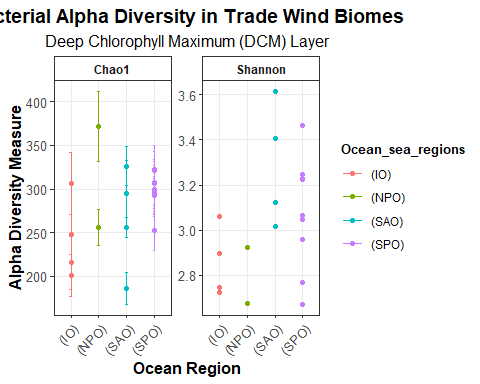 cterial Alpha Diversity in Trade Wind Biomes
Deep Chlorophyll Maximum (DCM) Layer
Chao1
Shannon
Alpha Diversity Measure
400
350
300
250
200
3.6
3.4
3.2
3.0
2.8
(IO)
(NPO)
(SAO)
(SPO)
(IO)
(NPO)
(SAO)
(SPO)
Ocean Region
Ocean_sea_regions
(IO)
(NPO)
(SAO)
(SPO)